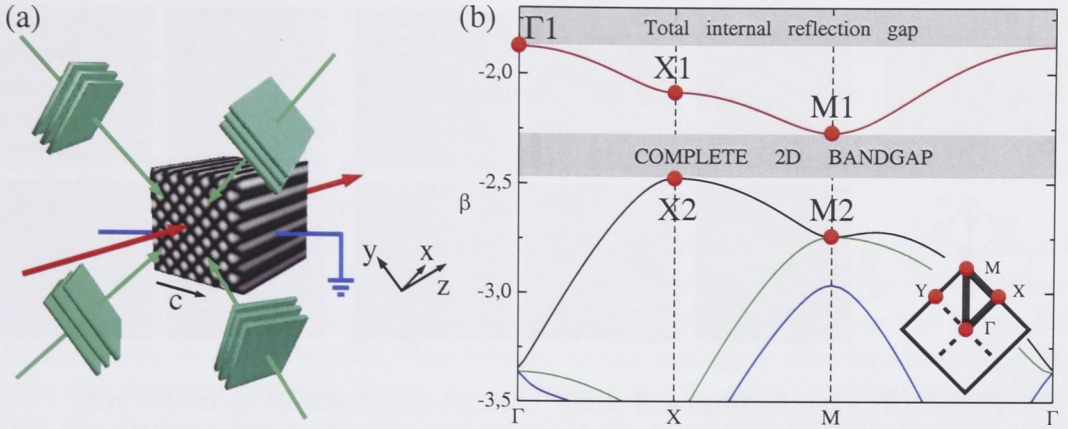 (a)
c
y
x
z
(b)
β
-2,0
-2,5
-3,0
-3,5
Γ1
Total internal reflection gap
X1
M1
COMPLETE 2D BANDGAP
X2
M2
M
Y
X
Γ
Γ
X
M
Γ